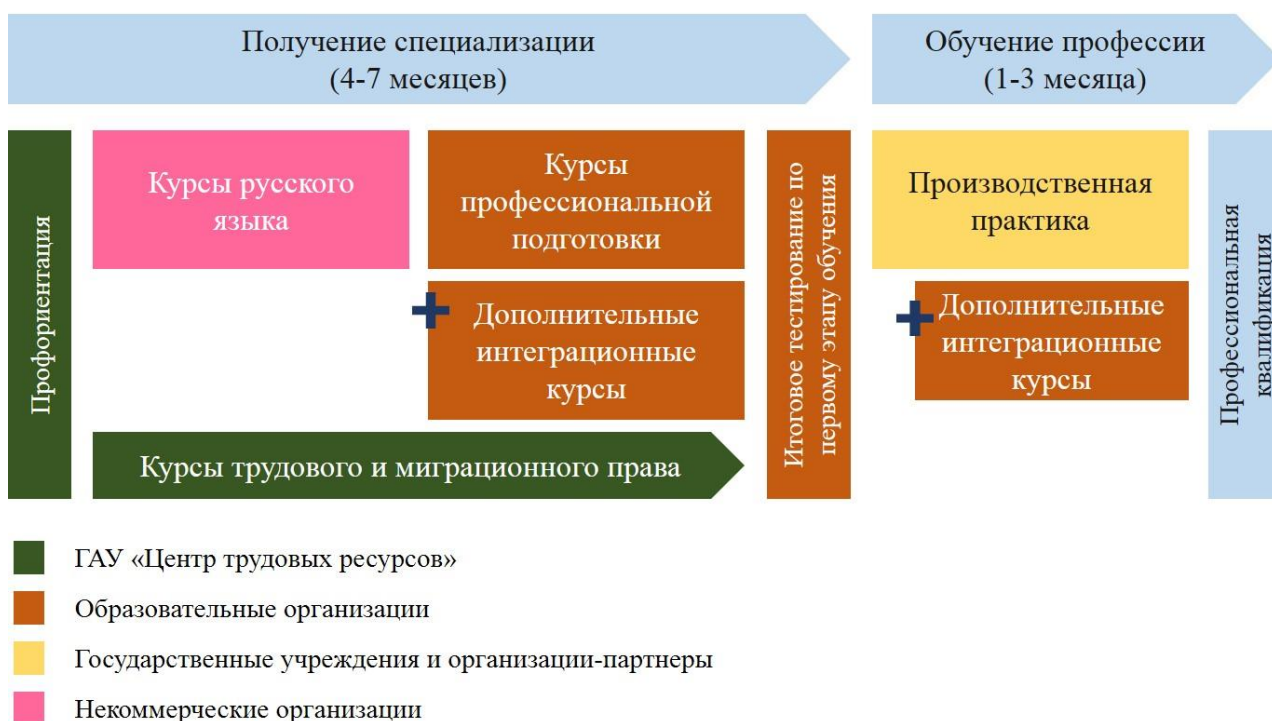 Получение специализации
(4-7 месяцев)
Обучение профессии
(1-3 месяца)
Профориентация
Курсы русского
языка
Курсы
профессиональной
подготовки
Дополнительные
интеграционные
курсы
Курсы трудового и миграционного права
Итоговое тестирование по
первому этапу обучения
Производственная
практика
Дополнительные
интеграционные
курсы
Профессиональная
квалификация
ГАУ «Центр трудовых ресурсов»
Образовательные организации
Государственные учреждения и организации-партнеры
Некоммерческие организации